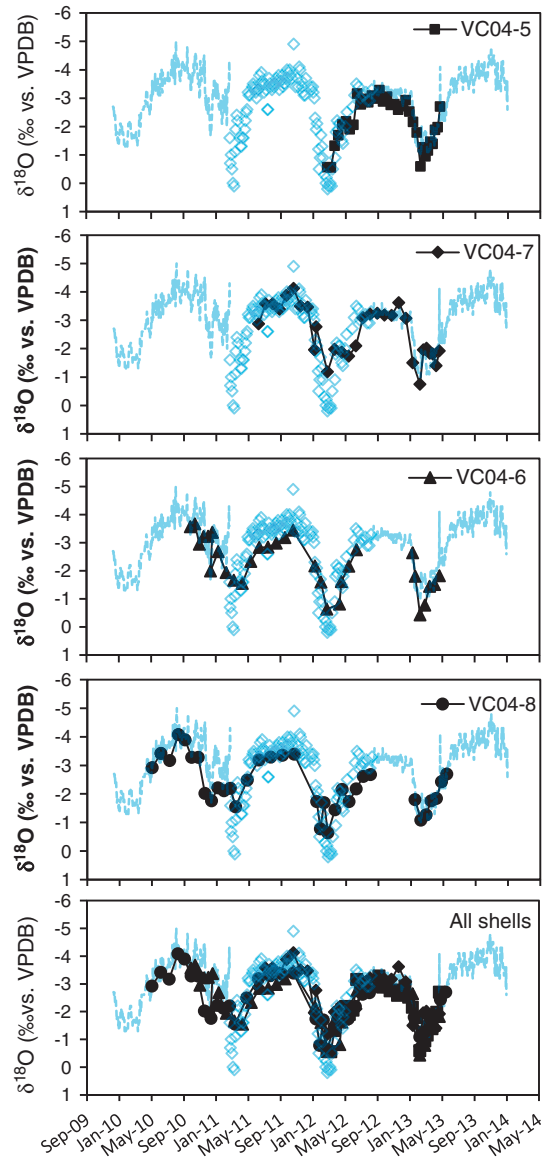 -6
-5
-4
-3
-2
-1
0
1
δ¹⁸O (‰ vs. VPDB)
VC04-5
-6
-5
-4
-3
-2
-1
0
1
δ¹⁸O (‰ vs. VPDB)
VC04-7
-6
-5
-4
-3
-2
-1
0
1
δ¹⁸O (‰ vs. VPDB)
VC04-6
-6
-5
-4
-3
-2
-1
0
1
δ¹⁸O (‰ vs. VPDB)
VC04-8
-6
-5
-4
-3
-2
-1
0
1
δ¹⁸O (‰vs. VPDB)
All shells
Sep-09
Jan-10
May-10
Sep-10
Jan-11
May-11
Sep-11
Jan-12
May-12
Sep-12
Jan-13
May-13
Sep-13
Jan-14
May-14